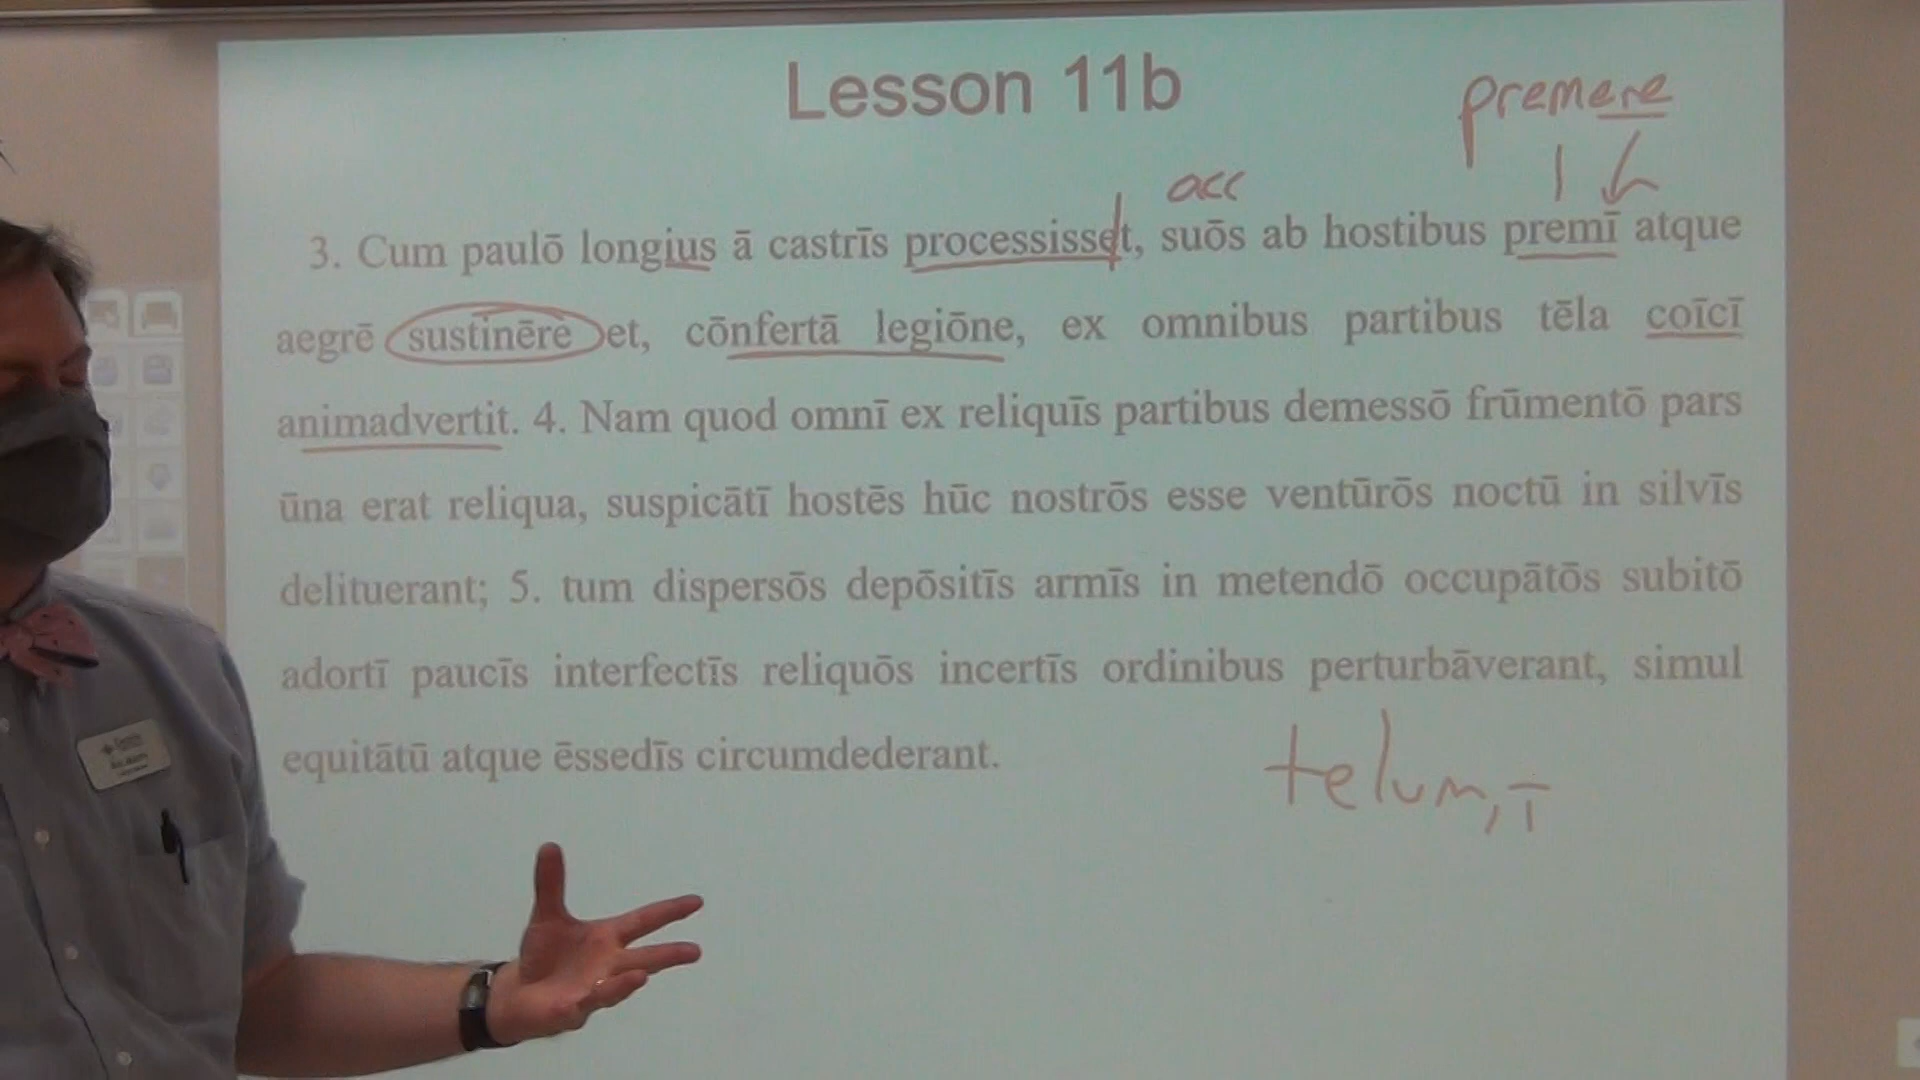 Lesson 11b
premere
acc
3. Cum paulō longius ā castrīs processisset, suōs ab hostibus premī atque
aegrē sustinēre et, cōnfertā legiōne, ex omnibus partibus tēla coīcī
animadvertit. 4. Nam quod omnī ex reliquīs partibus demessō frūmentō pars
ūna erat reliqua, suspicātī hostēs hūc nostrōs esse ventūrōs noctū in silvīs
delituerant; 5. tum dispersōs depōsitīs armīs in metendō occupātōs subitō
adortī paucīs interfectīs reliquōs incertīs ordinibus perturbāverant, simul
equitātū atque ēssedīs circumdederant.
telum, ī